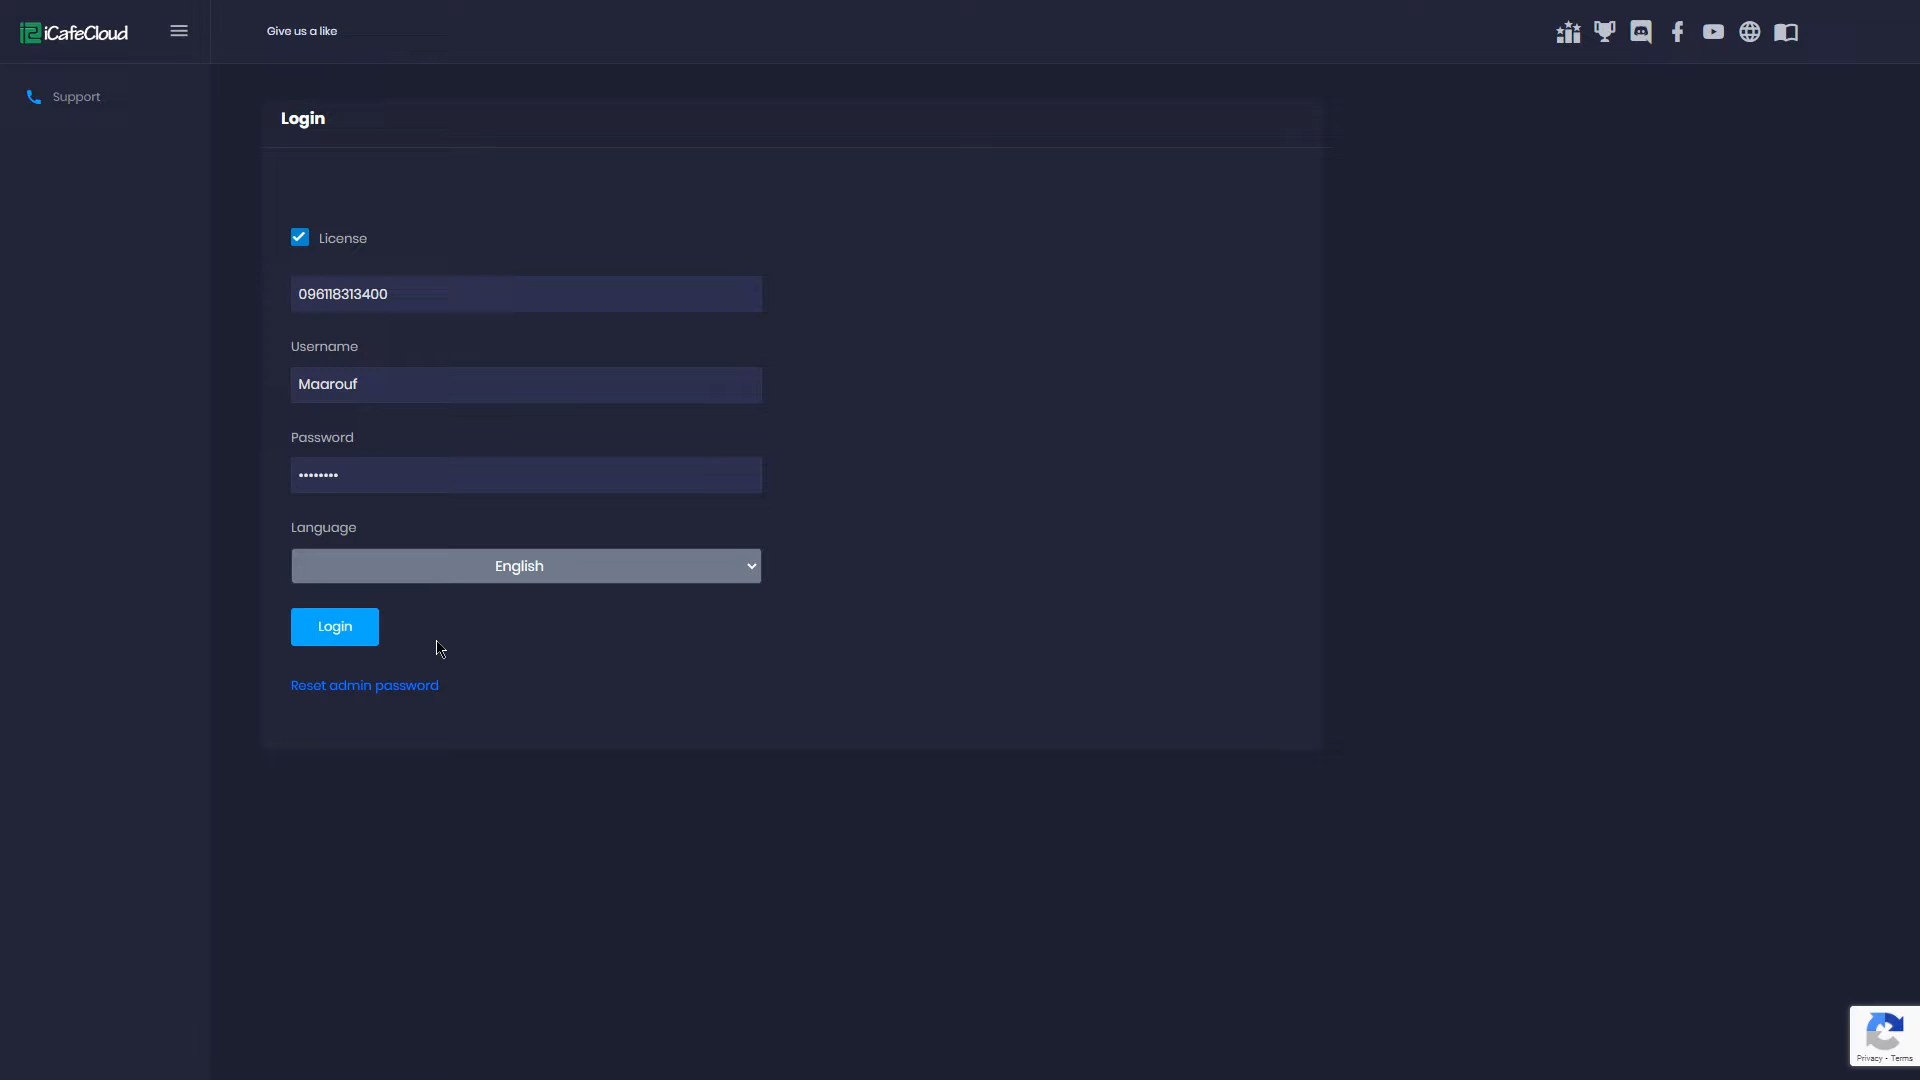 iCafeCloud
Give us a like
Support
Login
License
096118313400
Username
Maarouf
Password
••••••••
Language
English
Login
Reset admin password
Privacy - Terms